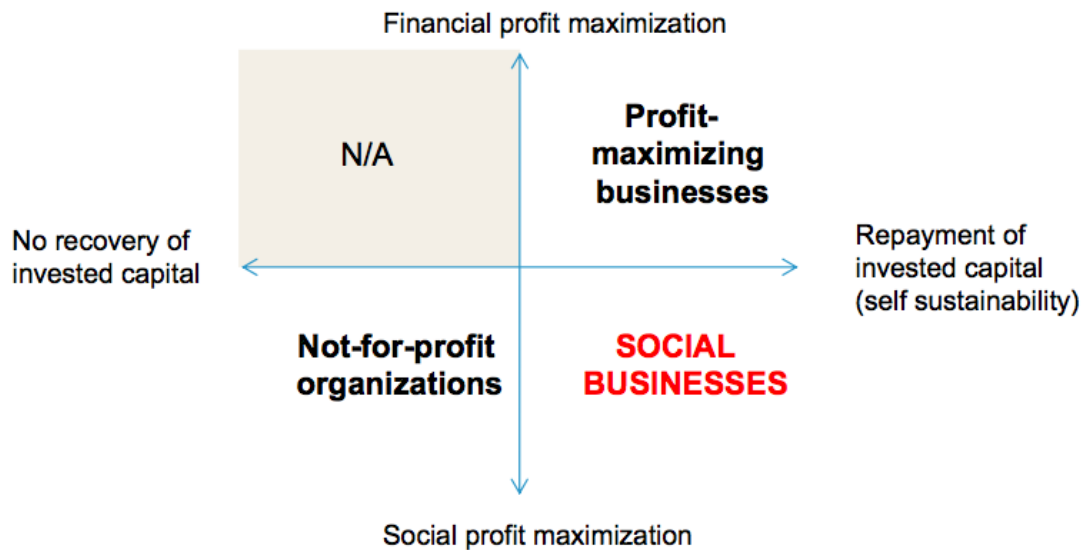 Financial profit maximization
N/A
Profit-
maximizing
businesses
No recovery of
invested capital
Repayment of
invested capital
(self sustainability)
Not-for-profit
organizations
SOCIAL
BUSINESSES
Social profit maximization